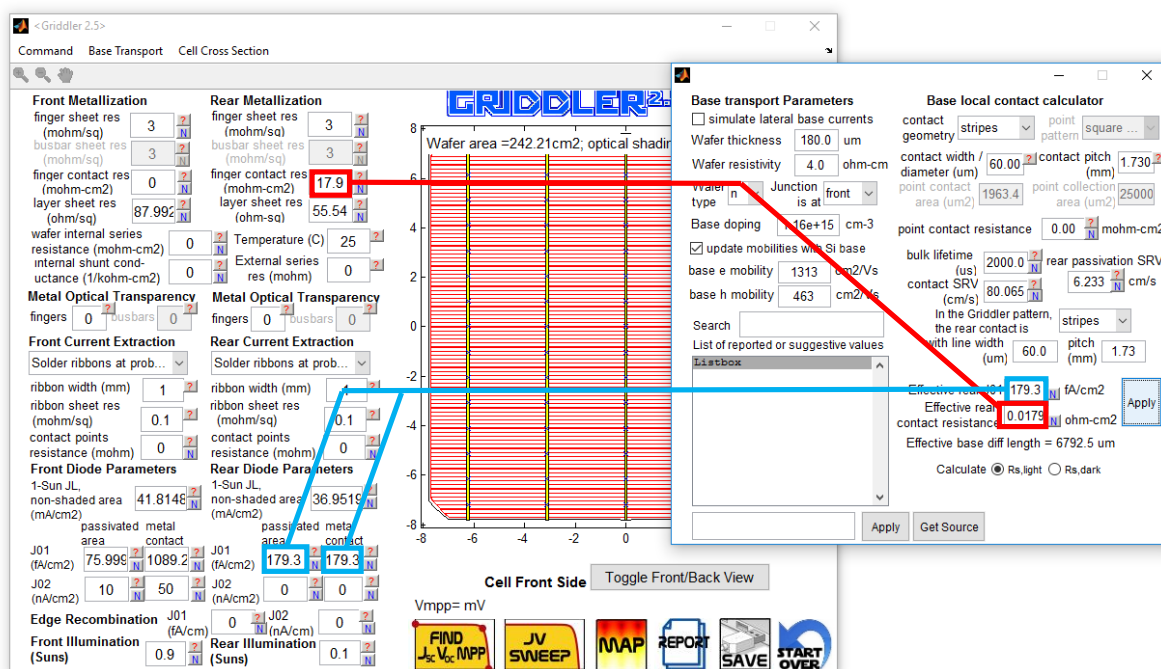 <Griddler 2.5>
Command Base Transport Cell Cross Section
Front Metallization
finger sheet res
(mohm/sq)
3
? N
busbar sheet res
(mohm/sq)
3
? N
finger contact res
(mohm-cm2)
0
? N
layer sheet res
(ohm/sq)
87.992
? N
Rear Metallization
finger sheet res
(mohm/sq)
3
? N
busbar sheet res
(mohm/sq)
3
? N
finger contact res
(mohm-cm2)
17.9
? N
layer sheet res
(ohm-sq)
55.54
? N
wafer internal series
resistance (mohm-cm2)
0
? N
Temperature (C) 25 ?
internal shunt cond-
uctance (1/kohm-cm2)
0
? N
External series
res (mohm)
0 ?
Metal Optical Transparency
fingers 0 ? busbars 0 ?
Metal Optical Transparency
fingers 0 ? busbars 0 ?
Front Current Extraction
Solder ribbons at prob...
ribbon width (mm) 1 ?
ribbon sheet res
(mohm/sq)
0.1 ?
contact points
resistance (mohm)
0 ?
Rear Current Extraction
Solder ribbons at prob...
ribbon width (mm) 1 ?
ribbon sheet res
(mohm/sq)
0.1 ?
contact points
resistance (mohm)
0 ?
Front Diode Parameters
1-Sun JL,
non-shaded area
(mA/cm2)
41.8148
? N
passivated metal
area contact
J01
(fA/cm2)
75.999 ? N 1089.2 ? N
J02
(nA/cm2)
10 ? N 50 ? N
Rear Diode Parameters
1-Sun JL,
non-shaded area
(mA/cm2)
36.9519
? N
passivated metal
area contact
J01
(fA/cm2)
179.3 ? N 179.3 ? N
J02
(nA/cm2)
0 ? N 0 ? N
Edge Recombination J01
(fA/cm)
0 ? N
J02
(nA/cm)
0 ? N
Front Illumination
(Suns)
0.9 ? N
Rear Illumination
(Suns)
0.1 ? N
GRIDDLER 2.
Wafer area =242.21cm2; optical shadin
8
6
4
2
0
-2
-4
-6
-8
-8 -6 -4 -2 0
Cell Front Side Toggle Front/Back View
Vmpp= mV
FIND
JSC VOC MPP
JV
SWEEP
MAP
REPORT
SAVE
START
OVER
Base transport Parameters
simulate lateral base currents
Wafer thickness 180.0 um
Wafer resistivity 4.0 ohm-cm
Wafer
type
n
Junction
is at
front
Base doping 1.16e+15 cm-3
update mobilities with Si base
base e mobility 1313 cm2/Vs
base h mobility 463 cm2/Vs
Search
List of reported or suggestive values
Listbox
Apply Get Source
Base local contact calculator
contact
geometry
stripes
point
pattern
square ...
contact width /
diameter (um)
60.00 ?
contact pitch
(mm)
1.730 ?
point contact
area (um2)
1963.4
point collection
area (um2)
25000
point contact resistance 0.00 ? N mohm-cm2
bulk lifetime
(us)
2000.0 ? N
rear passivation SRV
6.233 ? N cm/s
contact SRV
(cm/s)
80.065 ? N
In the Griddler pattern,
the rear contact is
stripes
with line width
(um)
60.0
pitch
(mm)
1.73
Effective rear J01 179.3 N fA/cm2
Effective rear
contact resistance
0.0179 N ohm-cm2
Apply
Effective base diff length = 6792.5 um
Calculate Rs,light Rs,dark